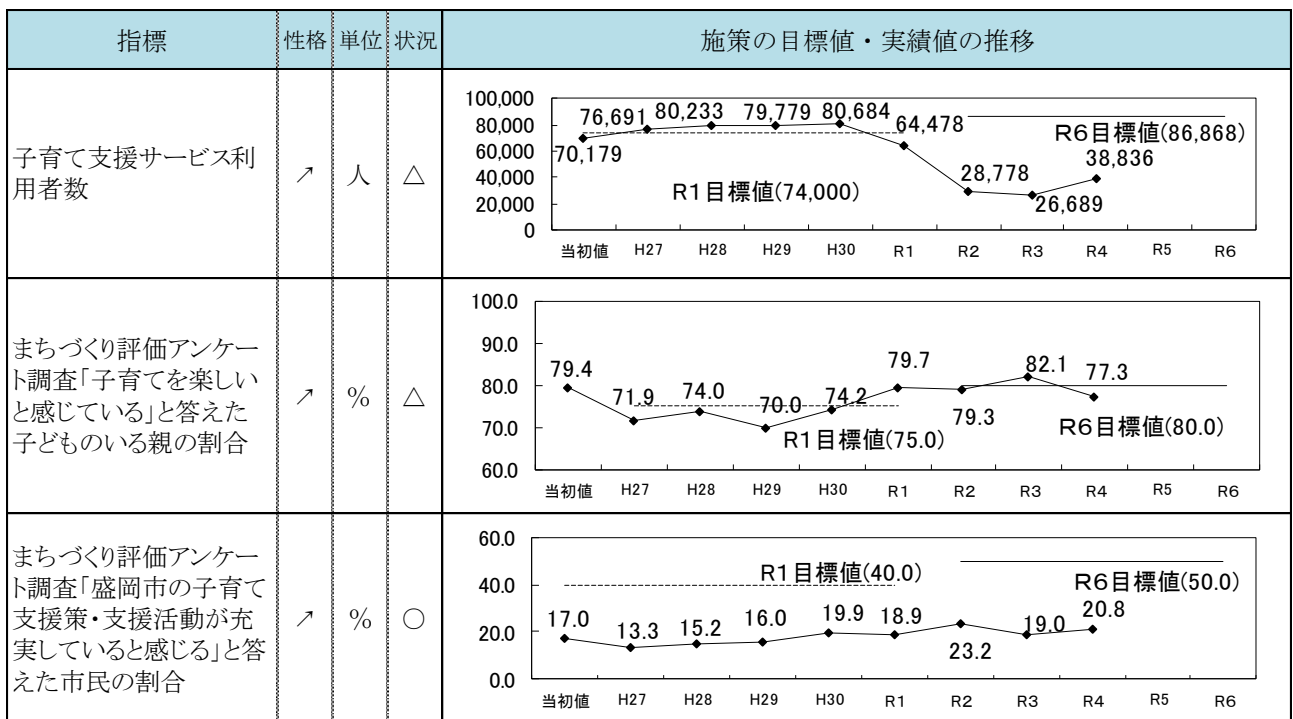 指標 性格 単位 状況 施策の目標値・実績値の推移
子育て支援サービス利
用者数
↗ 人 △
100,000
80,000
60,000
40,000
20,000
0
70,179
76,691
80,233
79,779
80,684
64,478
28,778
26,689
38,836
R1目標値(74,000)
R6目標値(86,868)
当初値 H27 H28 H29 H30 R1 R2 R3 R4 R5 R6
まちづくり評価アンケー
ト調査「子育てを楽しい
と感じている」と答えた
子どものいる親の割合
↗ % △
100.0
90.0
80.0
70.0
60.0
79.4
71.9
74.0
70.0
74.2
79.7
79.3
82.1
77.3
R1目標値(75.0)
R6目標値(80.0)
当初値 H27 H28 H29 H30 R1 R2 R3 R4 R5 R6
まちづくり評価アンケー
ト調査「盛岡市の子育て
支援策・支援活動が充
実していると感じる」と答
えた市民の割合
↗ % ○
60.0
40.0
20.0
0.0
17.0
13.3
15.2
16.0
19.9
18.9
23.2
19.0
20.8
R1目標値(40.0)
R6目標値(50.0)
当初値 H27 H28 H29 H30 R1 R2 R3 R4 R5 R6